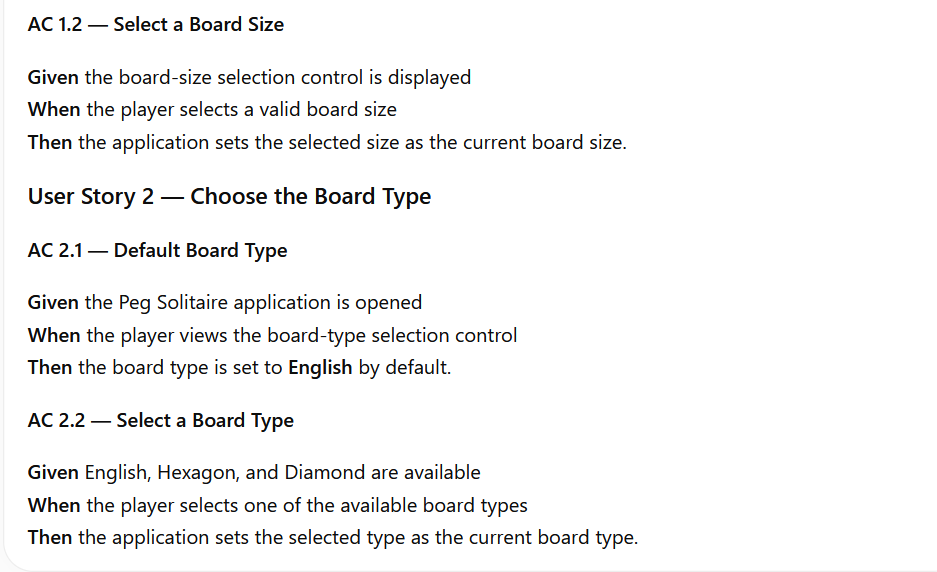 AC 1.2 — Select a Board Size
Given the board-size selection control is displayed
When the player selects a valid board size
Then the application sets the selected size as the current board size.
User Story 2 — Choose the Board Type
AC 2.1 — Default Board Type
Given the Peg Solitaire application is opened
When the player views the board-type selection control
Then the board type is set to English by default.
AC 2.2 — Select a Board Type
Given English, Hexagon, and Diamond are available
When the player selects one of the available board types
Then the application sets the selected type as the current board type.